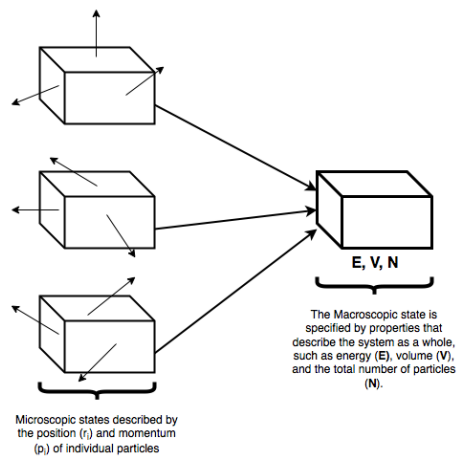 E, V, N
The Macroscopic state is
specified by properties that
describe the system as a whole,
such as energy (E), volume (V),
and the total number of particles
(N).
Microscopic states described by
the position (rᵢ) and momentum
(pᵢ) of individual particles